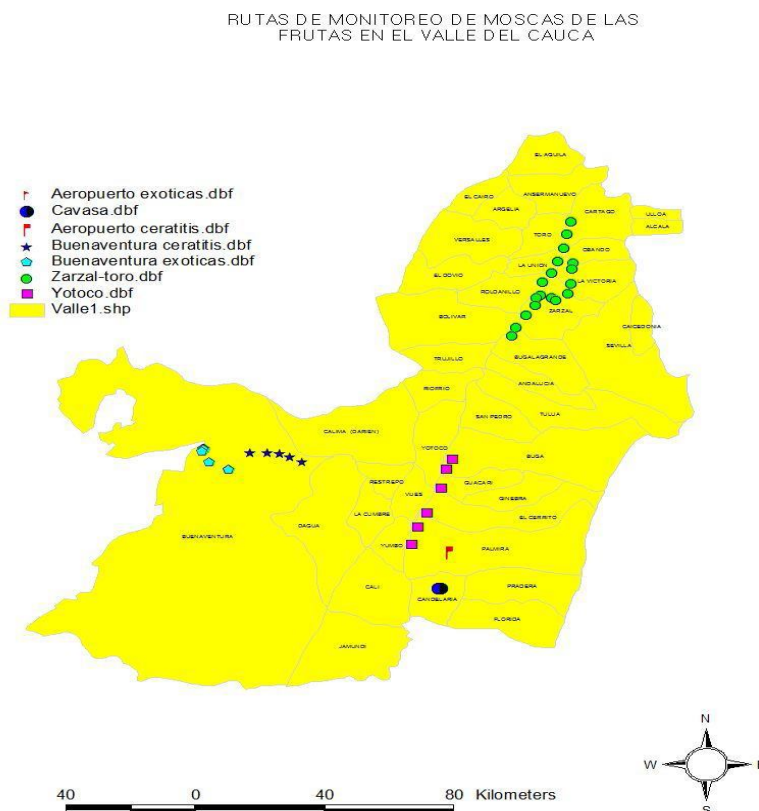 RUTAS DE MONITOREO DE MOSCAS DE LAS
FRUTAS EN EL VALLE DEL CAUCA
Aeropuerto exoticas.dbf
Cavasa.dbf
Aeropuerto ceratitis.dbf
Buenaventura ceratitis.dbf
Buenaventura exoticas.dbf
Zarzal-toro.dbf
Yotoco.dbf
Valle1.shp
EL AQUILA
EL CAIRO
ANSERMANUEVO
ARGELIA
CARTAGO
ULLOA
ALCALA
TORO
VERSALLES
OBANDO
LA UNION
EL DOVIO
ROLDANILLO
LA VICTORIA
BOLIVAR
ZARZAL
CAICEDONIA
SEVILLA
TRUJILLO
BUGALAGRANDE
ANDALUCIA
RIOFRIO
SAN PEDRO
TULUA
CALIMA (DARIEN)
YOTOCO
BUGA
RESTREPO
GUACARI
VIJES
GINEBRA
LA CUMBRE
EL CERRITO
DAGUA
BUENAVENTURA
YUMBO
PALMIRA
CALI
PRADERA
CANDELARIA
FLORIDA
JAMUNDI
N
W
E
S
40 0 40 80 Kilometers